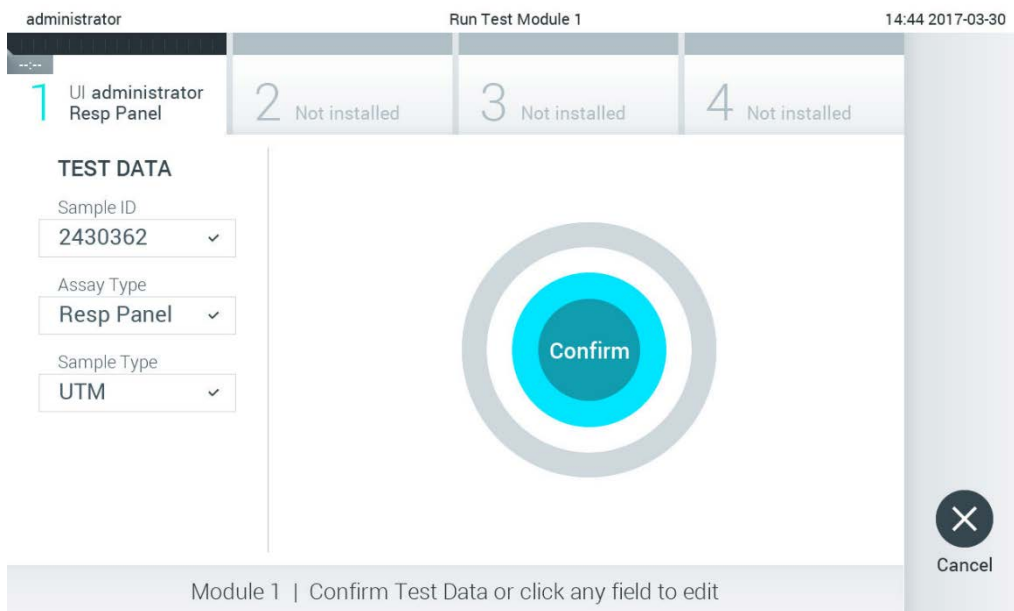 administrator Run Test Module 1 14:44 2017-03-30
--:--
1 UI administrator
Resp Panel
2 Not installed
3 Not installed
4 Not installed
TEST DATA
Sample ID
2430362
Assay Type
Resp Panel
Sample Type
UTM
Confirm
Cancel
Module 1 | Confirm Test Data or click any field to edit